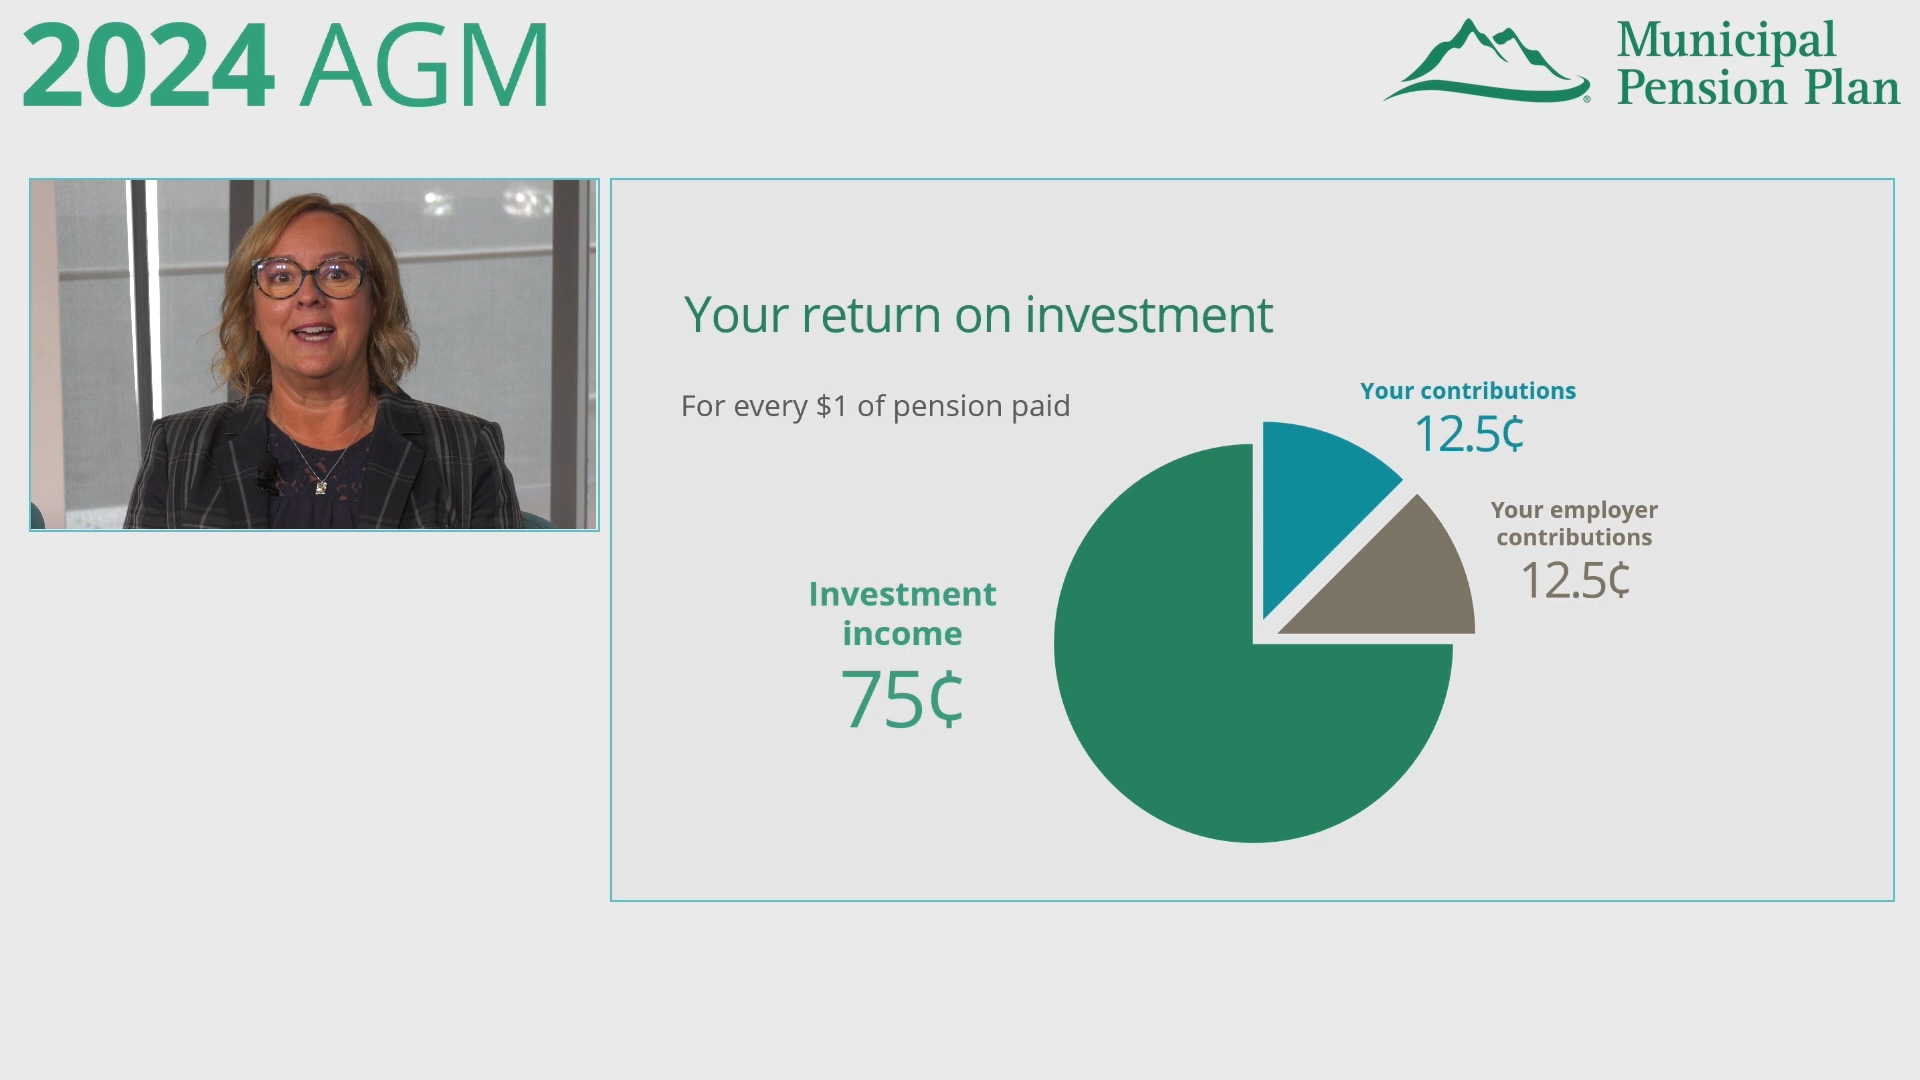 2024 AGM
Municipal
Pension Plan
®
Your return on investment
For every $1 of pension paid
Your contributions
12.5¢
Your employer
contributions
12.5¢
Investment
income
75¢